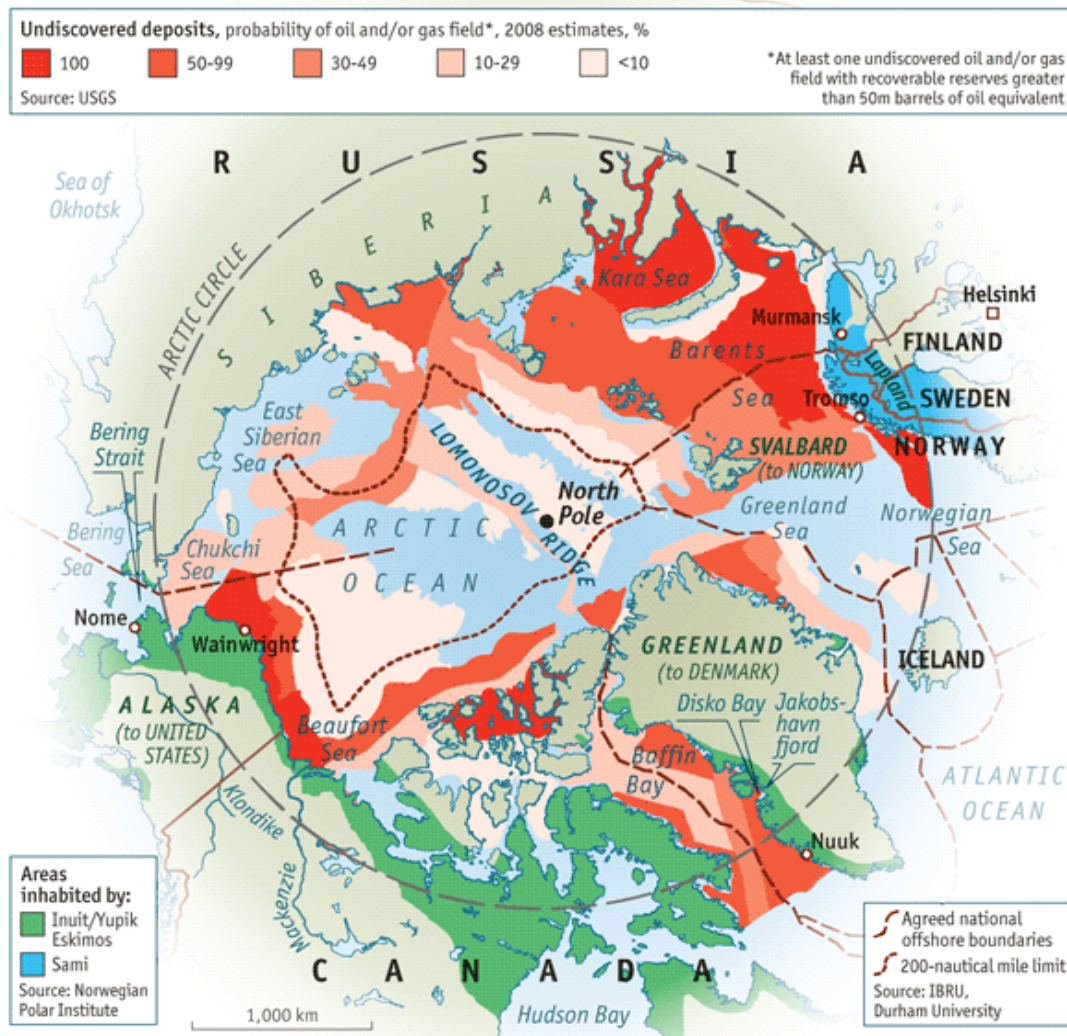 Undiscovered deposits, probability of oil and/or gas field*, 2008 estimates, %
100
50-99
30-49
10-29
<10
Source: USGS
*At least one undiscovered oil and/or gas
field with recoverable reserves greater
than 50m barrels of oil equivalent
RUSSIA
Sea of
Okhotsk
SIBERIA
ARCTIC CIRCLE
Kara Sea
Helsinki
Murmansk
FINLAND
Barents
Sea
Lapland
Tromso
SWEDEN
NORWAY
SVALBARD
(to NORWAY)
East
Siberian
Sea
Bering
Strait
LOMONOSOV
RIDGE
North
Pole
Greenland
Sea
Norwegian
Sea
ARCTIC
OCEAN
Bering
Sea
Chukchi
Sea
Nome
Wainwright
GREENLAND
(to DENMARK)
ICELAND
Disko Bay
Jakobs-
havn
fjord
ALASKA
(to UNITED
STATES)
Beaufort
Sea
Baffin
Bay
ATLANTIC
OCEAN
Klondike
Nuuk
Mackenzie
Areas
inhabited by:
Inuit/Yupik
Eskimos
Sami
Source: Norwegian
Polar Institute
CANADA
Agreed national
offshore boundaries
200-nautical mile limit
Source: IBRU,
Durham University
1,000 km
Hudson Bay